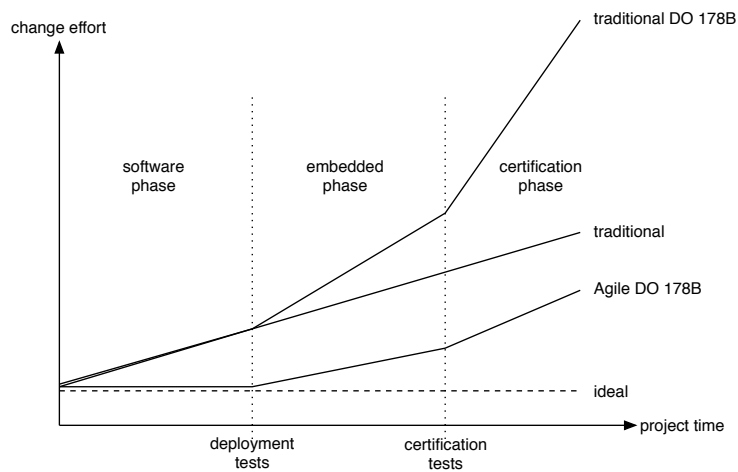 traditional DO 178B
change effort
software
phase
embedded
phase
certification
phase
traditional
Agile DO 178B
ideal
project time
deployment
tests
certification
tests